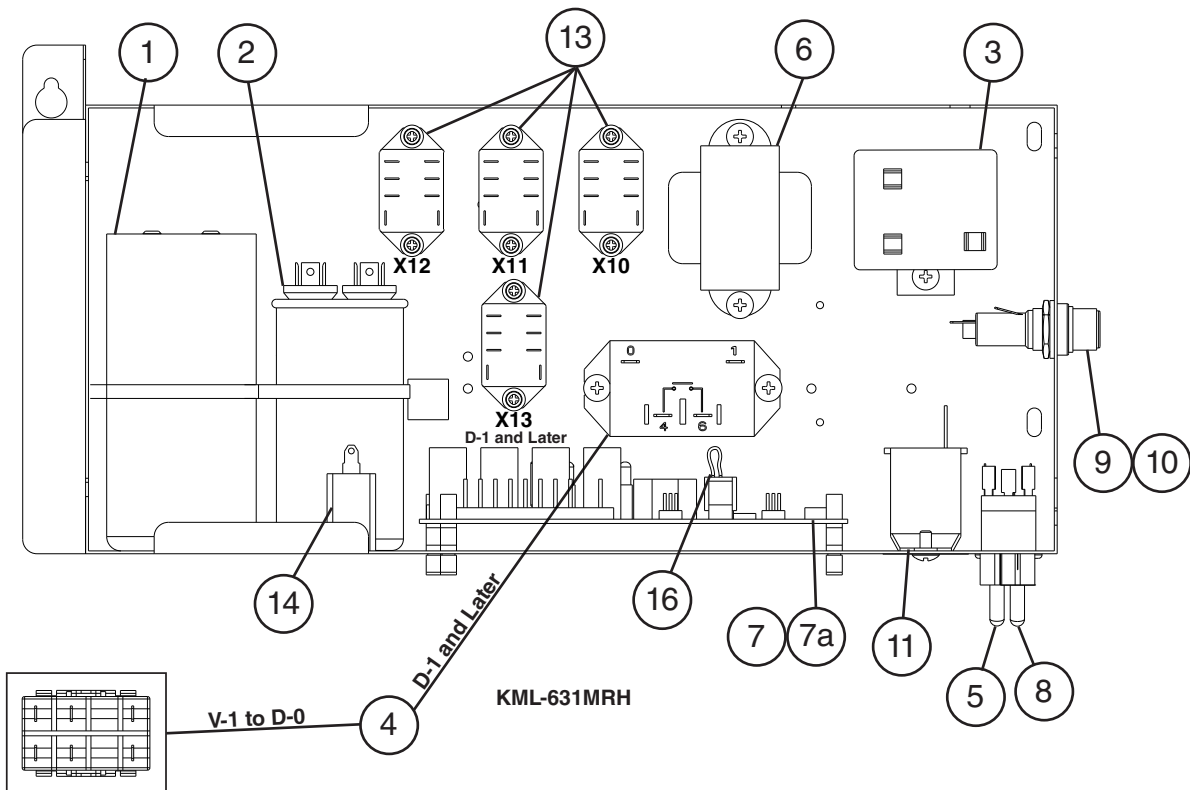 1
2
13
6
3
X12
X11
X10
0
1
4
6
X13
D-1 and Later
9
10
14
16
7
7a
11
5
8
D-1 and Later
KML-631MRH
V-1 to D-0
4